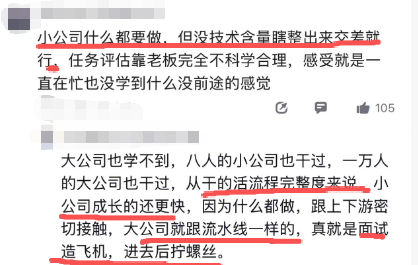 小公司什么都要做，但没技术含量瞎整出来交差就
行，任务评估靠老板完全不科学合理，感受就是一
直在忙也没学到什么没前途的感觉
105
大公司也学不到，八人的小公司也干过，一万人
的大公司也干过，从干的活流程完整度来说，小
公司成长的还更快，因为什么都做，跟上下游密
切接触，大公司就跟流水线一样的，真就是面试
造飞机，进去后拧螺丝。